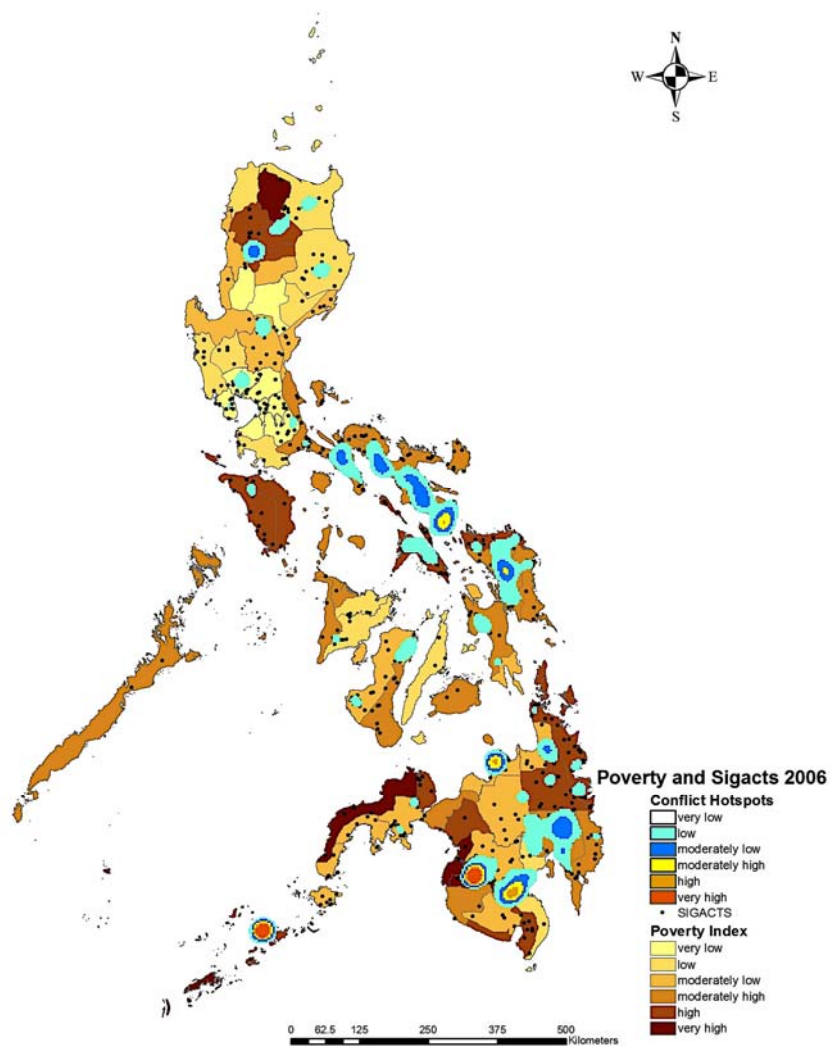 N
W E
S
Poverty and Sigacts 2006
Conflict Hotspots
very low
low
moderately low
moderately high
high
very high
SIGACTS
Poverty Index
very low
low
moderately low
moderately high
high
very high
0 62.5 125 250 375 500
Kilometers